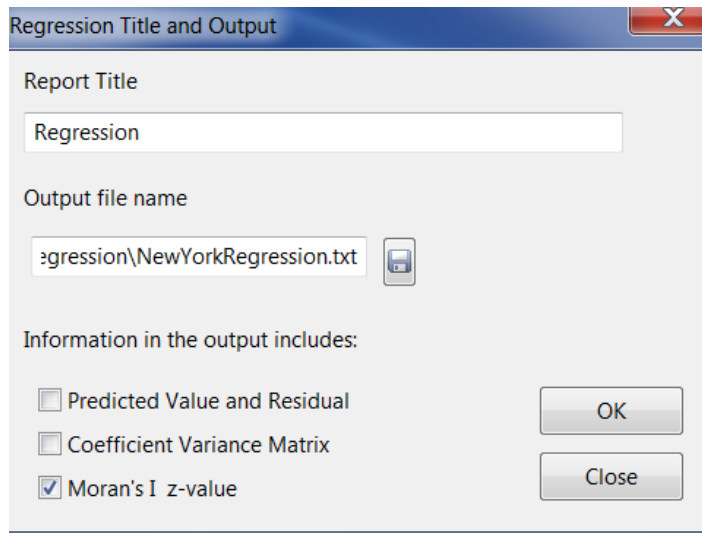 Regression Title and Output
Report Title
Regression
Output file name
egression\NewYorkRegression.txt
Information in the output includes:
Predicted Value and Residual
OK
Coefficient Variance Matrix
Moran's I z-value
Close